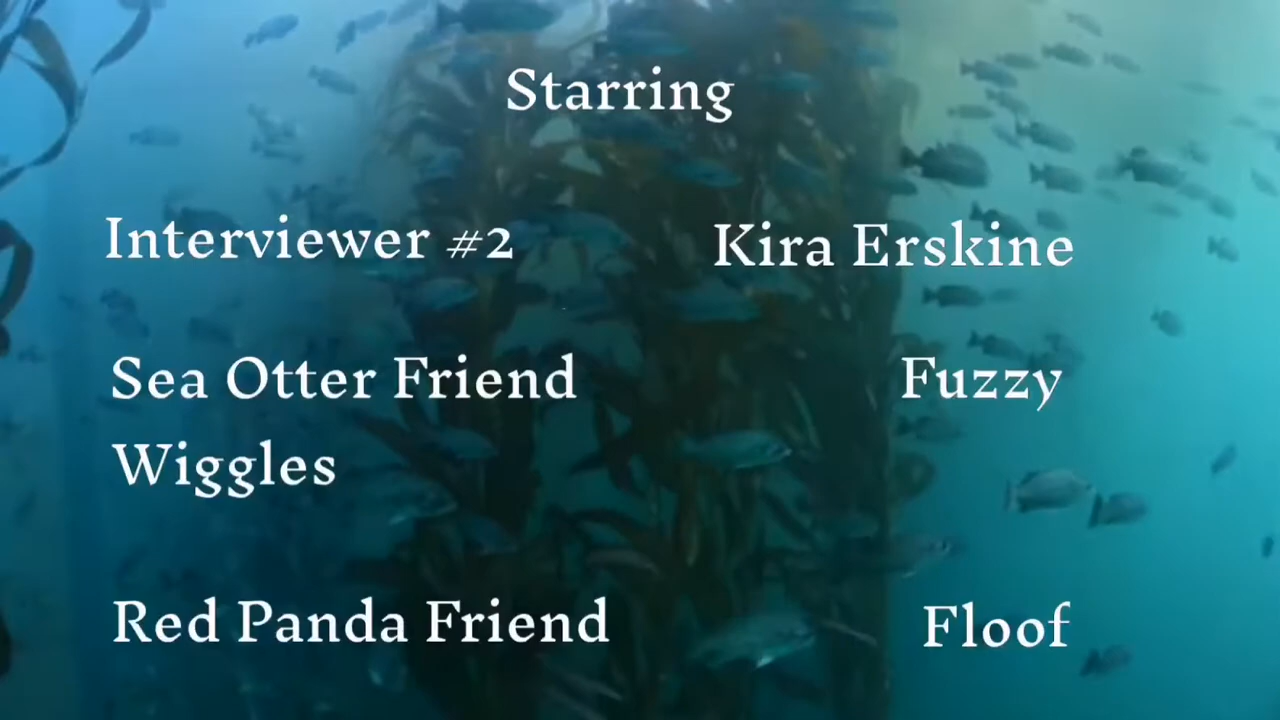 Starring
Interviewer #2 Kira Erskine
Sea Otter Friend Fuzzy
Wiggles
Red Panda Friend Floof